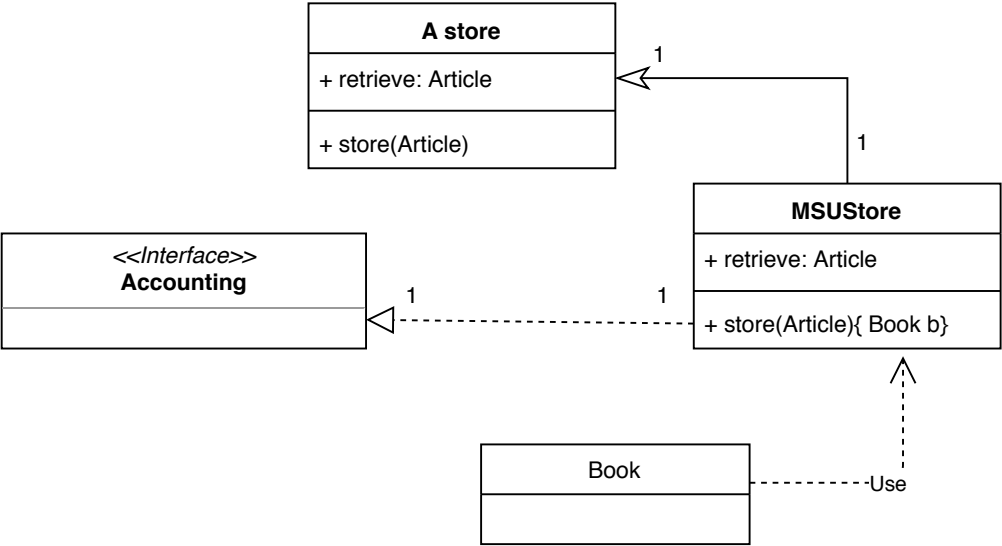 A store
+ retrieve: Article
+ store(Article)
1
1
MSUStore
+ retrieve: Article
+ store(Article){ Book b}
<<Interface>>
Accounting
1
1
Book
Use